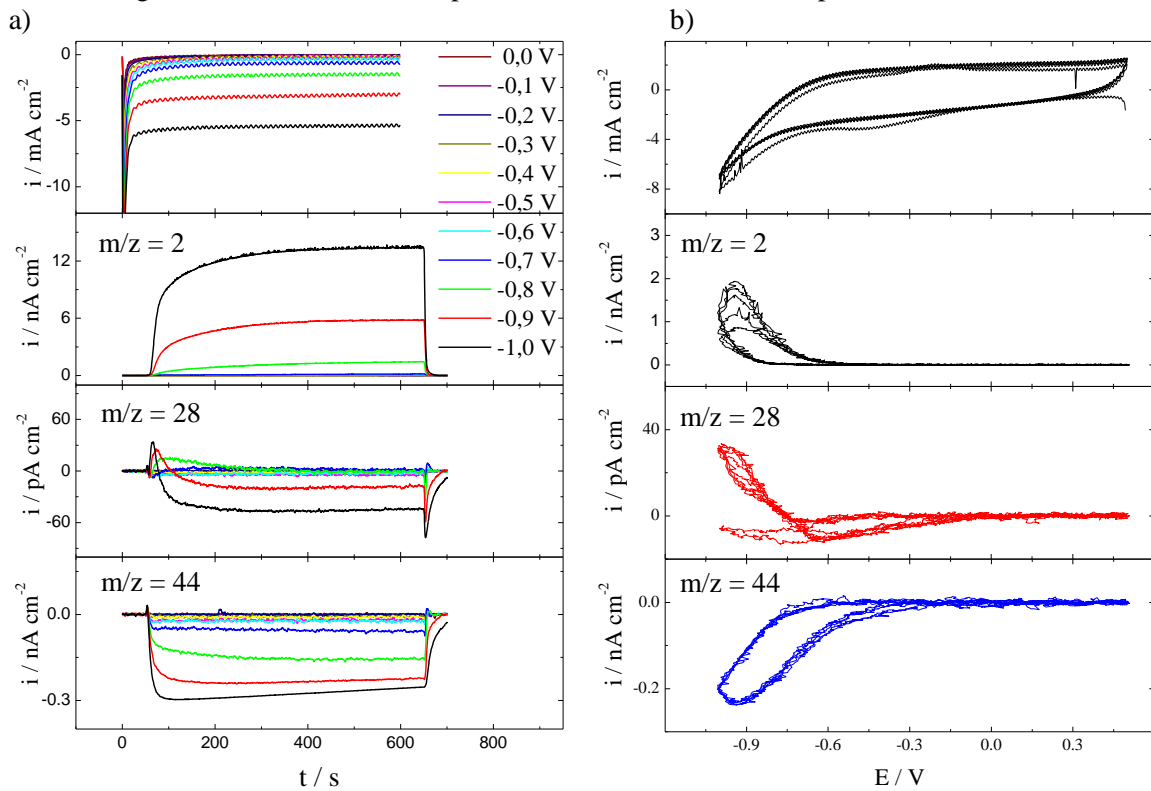 a)
b)
i / mA cm-2
0
-5
-10
0,0 V
-0,1 V
-0,2 V
-0,3 V
-0,4 V
-0,5 V
-0,6 V
-0,7 V
-0,8 V
-0,9 V
-1,0 V
m/z = 2
i / nA cm-2
12
6
0
m/z = 28
i / pA cm-2
60
0
-60
m/z = 44
i / nA cm-2
0.0
-0.3
0 200 400 600 800
t / s
i / mA cm-2
4
0
-4
-8
m/z = 2
i / nA cm-2
3
2
1
0
m/z = 28
i / pA cm-2
40
0
m/z = 44
i / nA cm-2
0.0
-0.2
-0.9 -0.6 -0.3 0.0 0.3
E / V